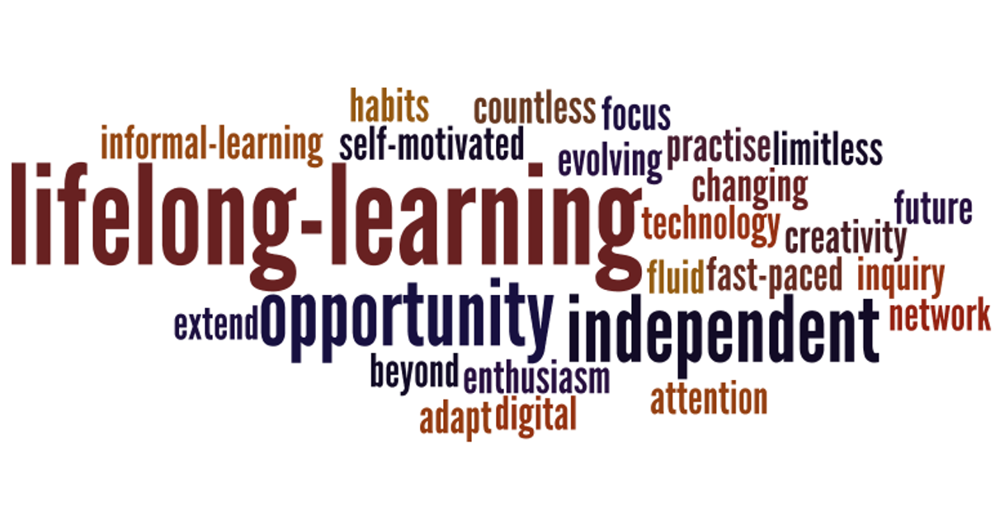 habits
countless
focus
informal-learning
self-motivated
evolving
practise
limitless
lifelong-learning
changing
technology
future
creativity
fluid
fast-paced
inquiry
extend
opportunity
independent
network
beyond
enthusiasm
attention
adapt
digital